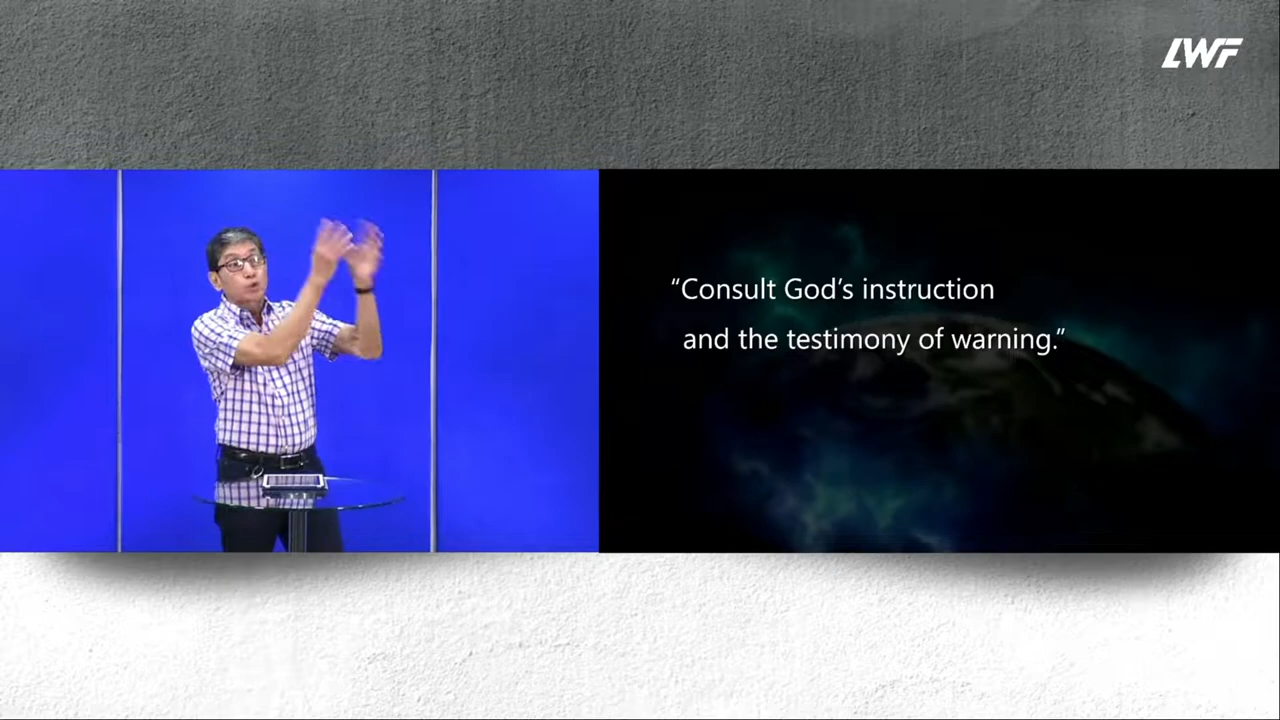 LWF
“Consult God’s instruction
and the testimony of warning.”